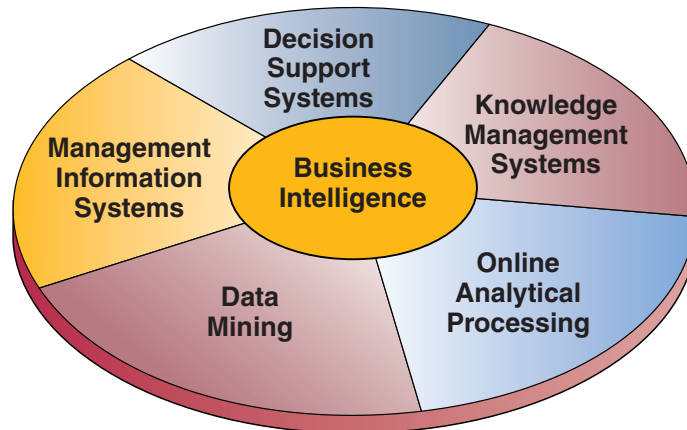 Decision
Support
Systems
Knowledge
Management
Systems
Management
Information
Systems
Business
Intelligence
Online
Analytical
Processing
Data
Mining